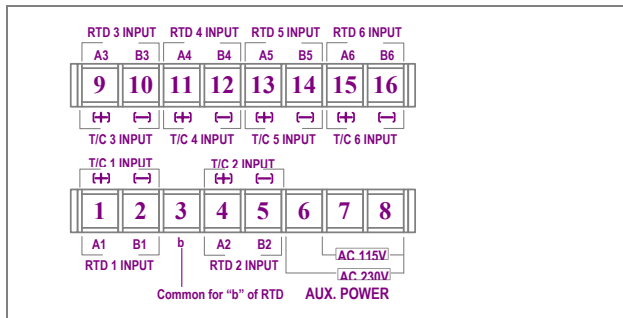 RTD 3 INPUT RTD 4 INPUT RTD 5 INPUT RTD 6 INPUT
A3 B3 A4 B4 A5 B5 A6 B6
9 10 11 12 13 14 15 16
(+) (—) (+) (—) (+) (—) (+) (—)
T/C 3 INPUT T/C 4 INPUT T/C 5 INPUT T/C 6 INPUT
T/C 1 INPUT T/C 2 INPUT
(+) (—) (+) (—)
1 2 3 4 5 6 7 8
A1 B1 b A2 B2
RTD 1 INPUT RTD 2 INPUT AC 115V
AC 230V
Common for “b” of RTD AUX. POWER